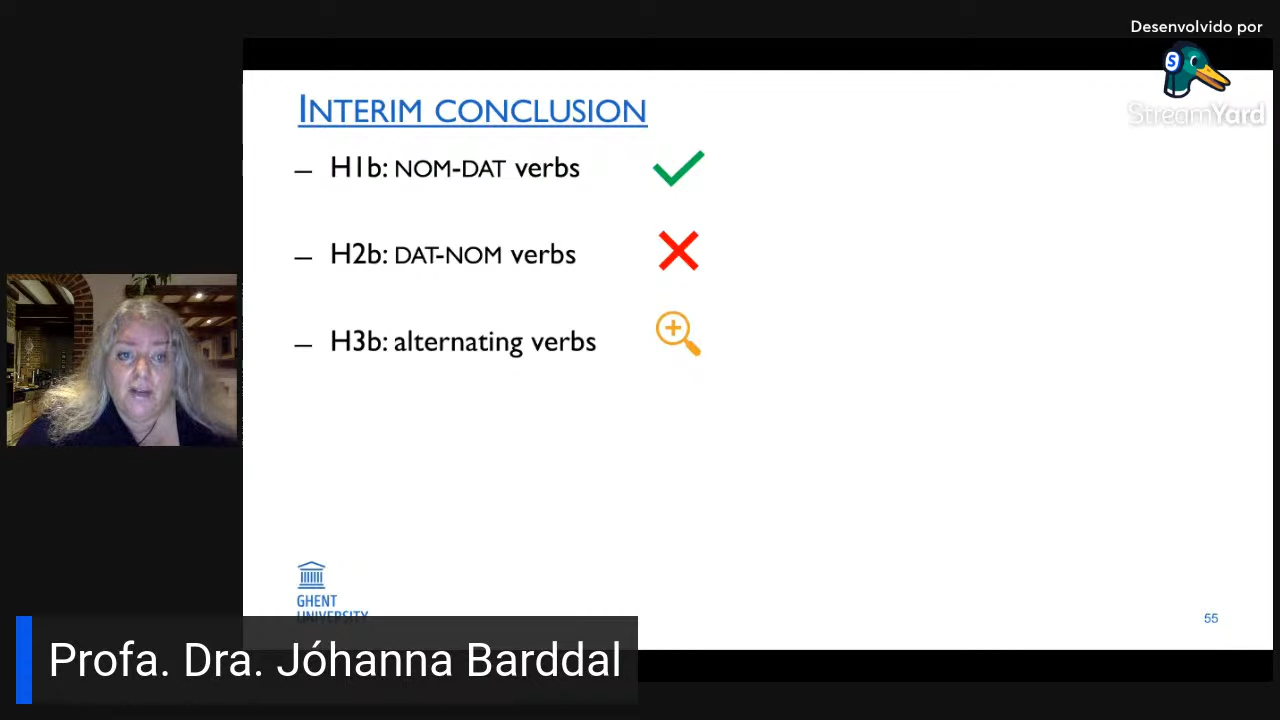 Desenvolvido por
StreamYard
INTERIM CONCLUSION
– H1b: NOM-DAT verbs
– H2b: DAT-NOM verbs
– H3b: alternating verbs
GHENT
UNIVERSITY
55
Profa. Dra. Jóhanna Barddal